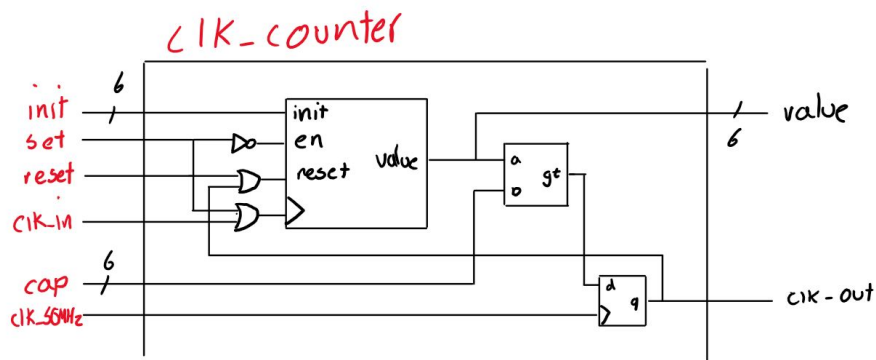 clk_counter
6
init
set
reset
clk_in
6
cap
clk_50MHz
init
en
reset
value
a
b
gt
d
q
value
6
clk-out